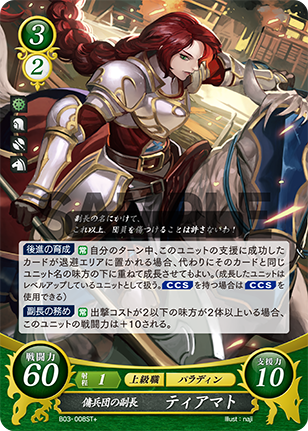 3
2
SAMPLE
副長の名にかけて、
これ以上、団員を傷つけることは許さないわ！
後進の育成 常 自分のターン中、このユニットの支援に成功した
カードが退避エリアに置かれる場合、代わりにそのカードと同じ
ユニット名の味方の下に重ねて成長させてもよい。（成長したユニットは
レベルアップしているユニットとして扱う。CCSを持つ場合はCCSを
使用できる）
副長の務め 常 出撃コストが2以下の味方が2体以上いる場合、
このユニットの戦闘力は＋10される。
戦闘力 60
射程 1 上級職 パラディン
支援力 10
傭兵団の副長 ティアマト
B03-008ST+ Illust：naji